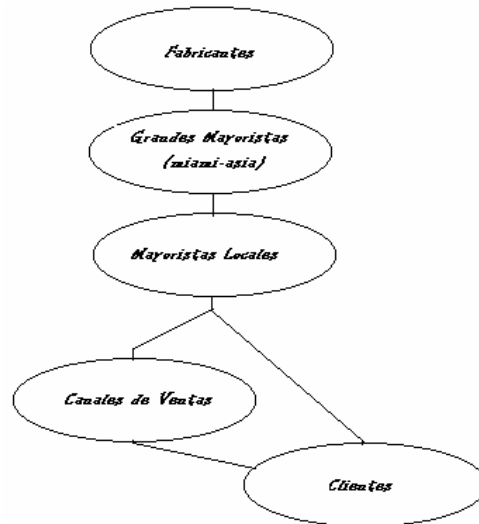 Fabricantes
Grandes Mayoristas
(miami-asia)
Mayoristas Locales
Canales de Ventas
Clientes